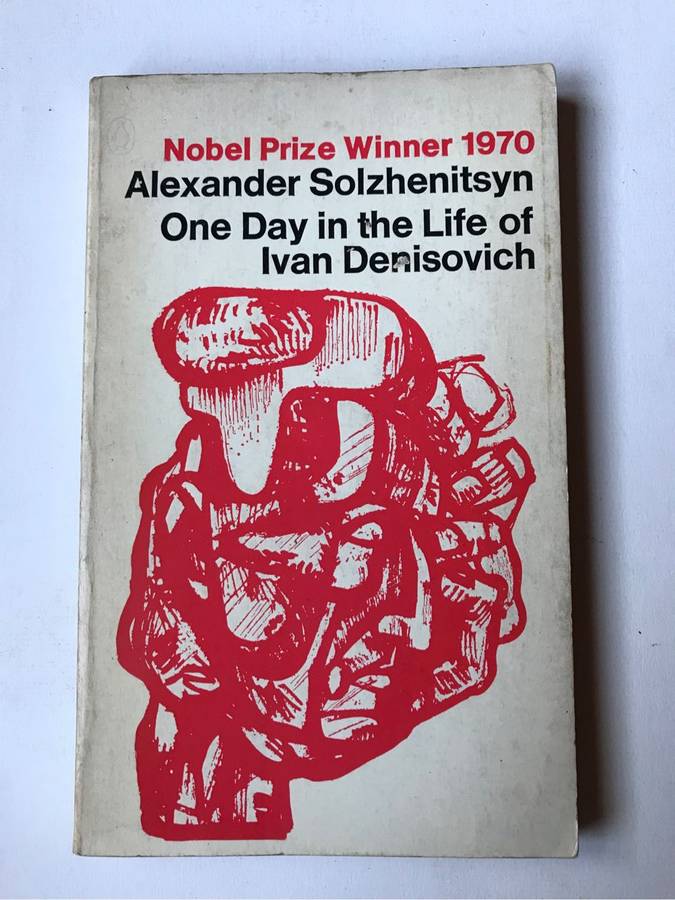 Nobel Prize Winner 1970
Alexander Solzhenitsyn
One Day in the Life of
Ivan Denisovich